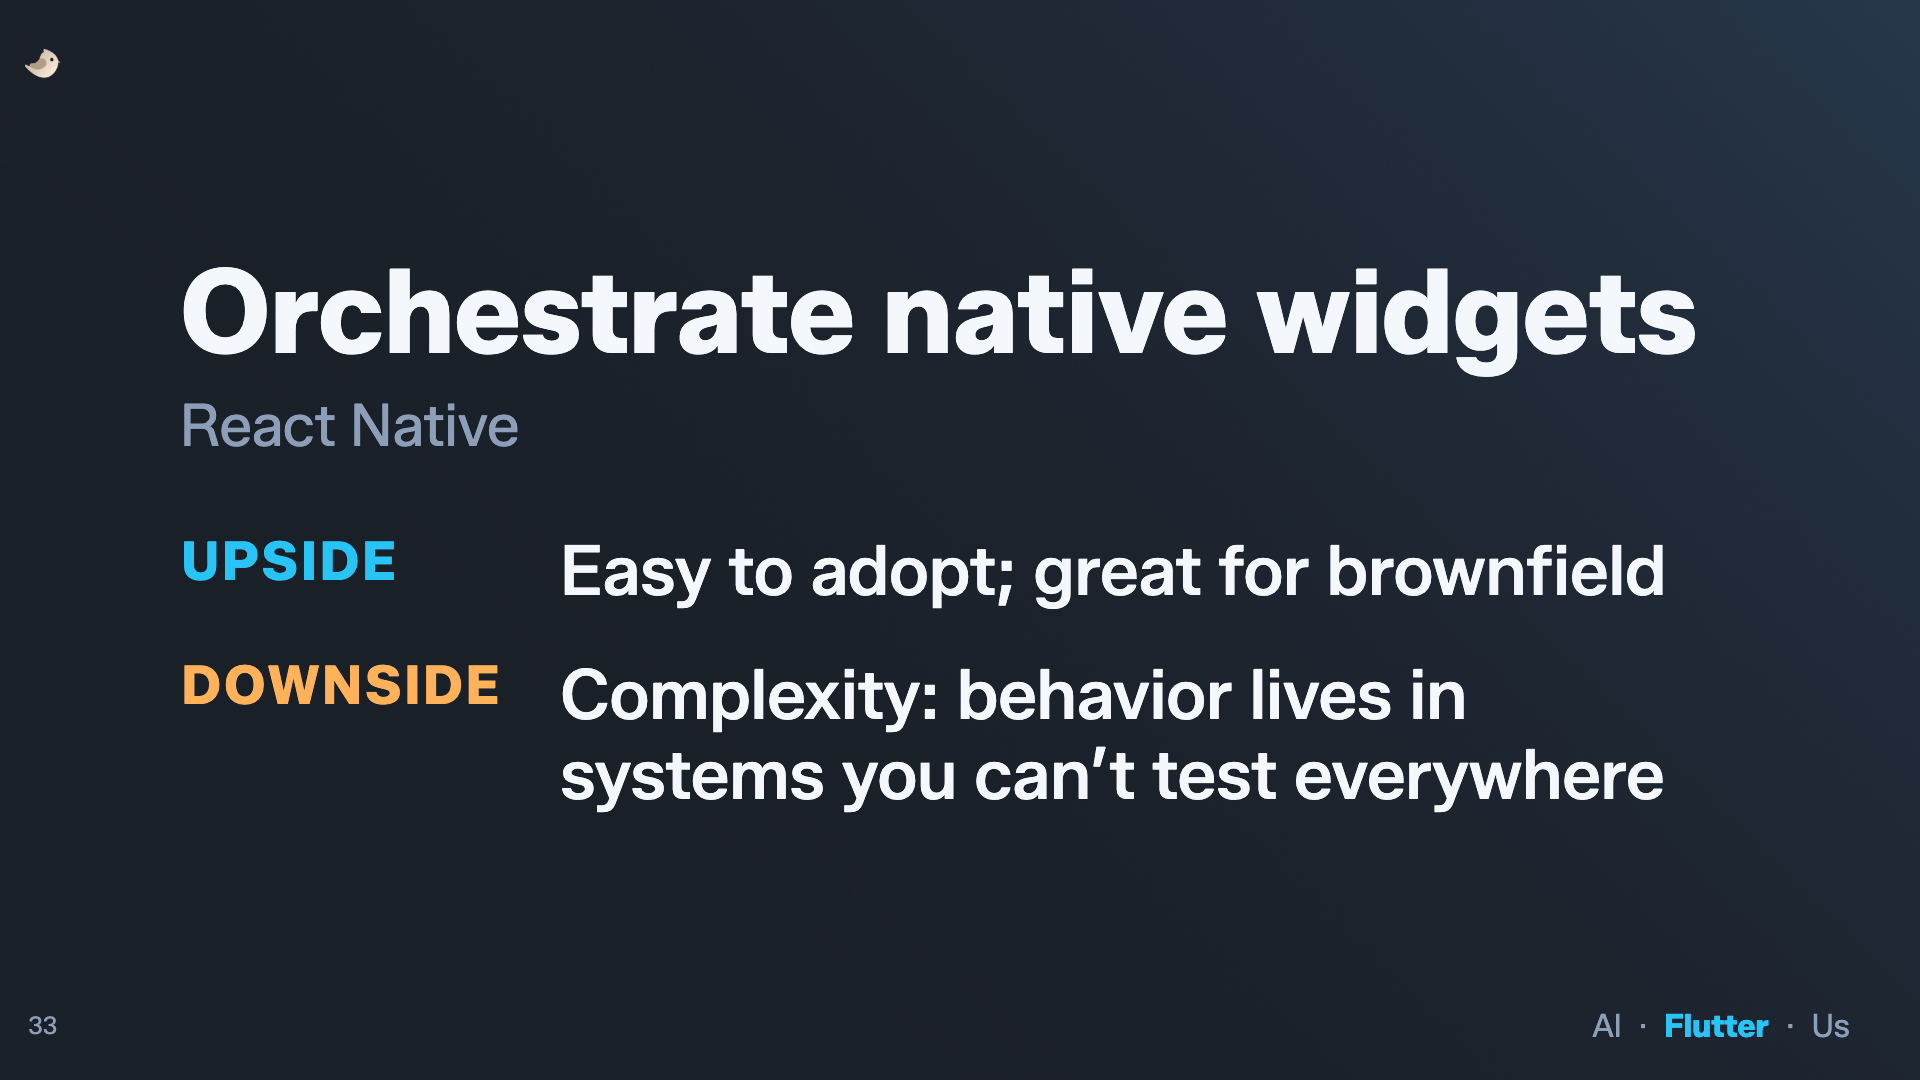 Orchestrate native widgets
React Native
UPSIDE
Easy to adopt; great for brownfield
DOWNSIDE
Complexity: behavior lives in
systems you can’t test everywhere
33
AI · Flutter · Us